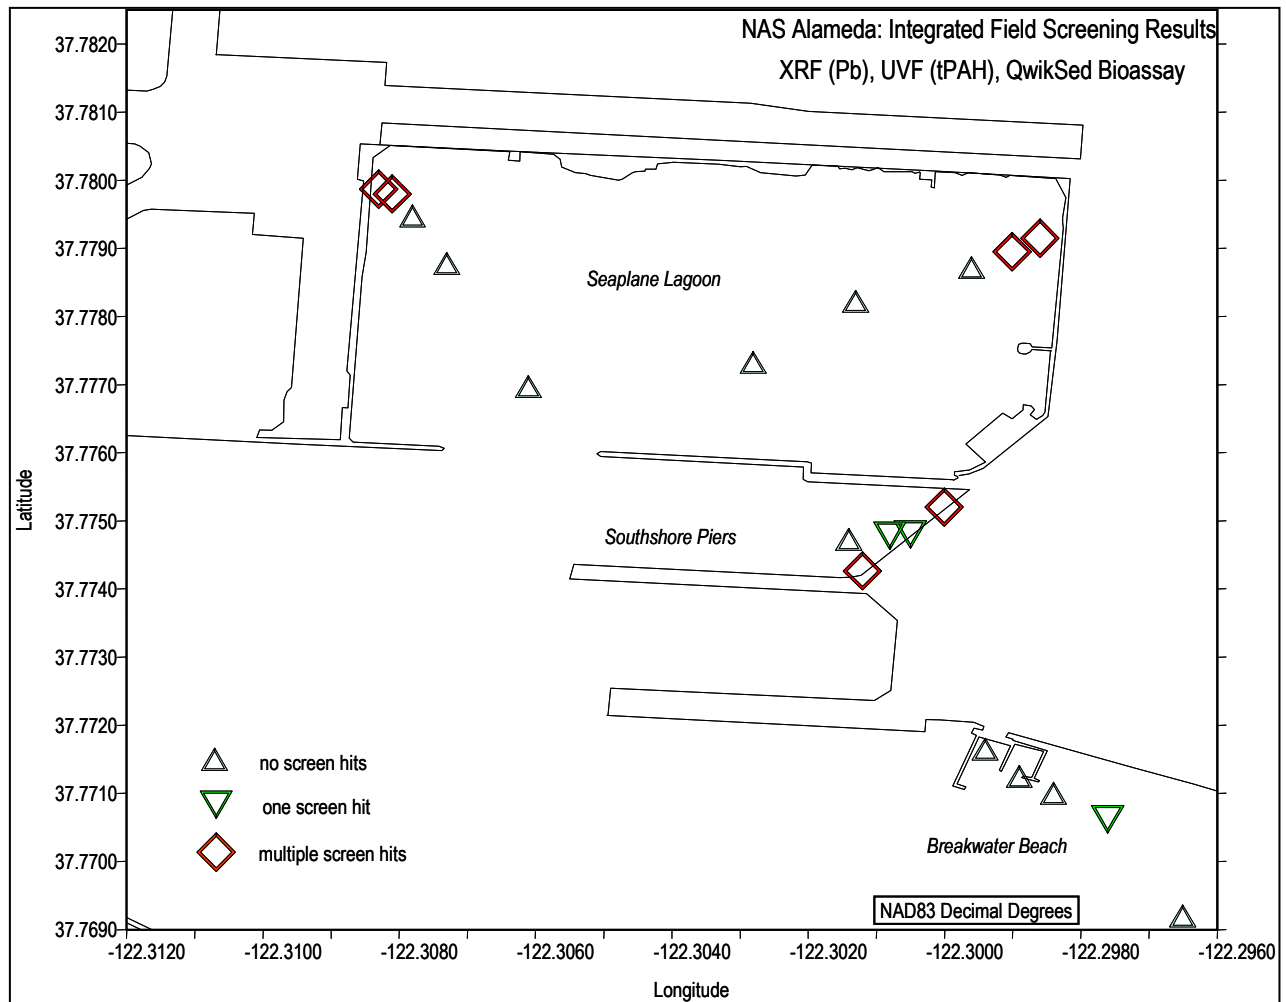 NAS Alameda: Integrated Field Screening Results
XRF (Pb), UVF (tPAH), QwikSed Bioassay
37.7820
37.7810
37.7800
37.7790
37.7780
37.7770
37.7760
37.7750
37.7740
37.7730
37.7720
37.7710
37.7700
37.7690
Latitude
Seaplane Lagoon
Southshore Piers
no screen hits
one screen hit
multiple screen hits
Breakwater Beach
NAD83 Decimal Degrees
-122.3120 -122.3100 -122.3080 -122.3060 -122.3040 -122.3020 -122.3000 -122.2980 -122.2960
Longitude